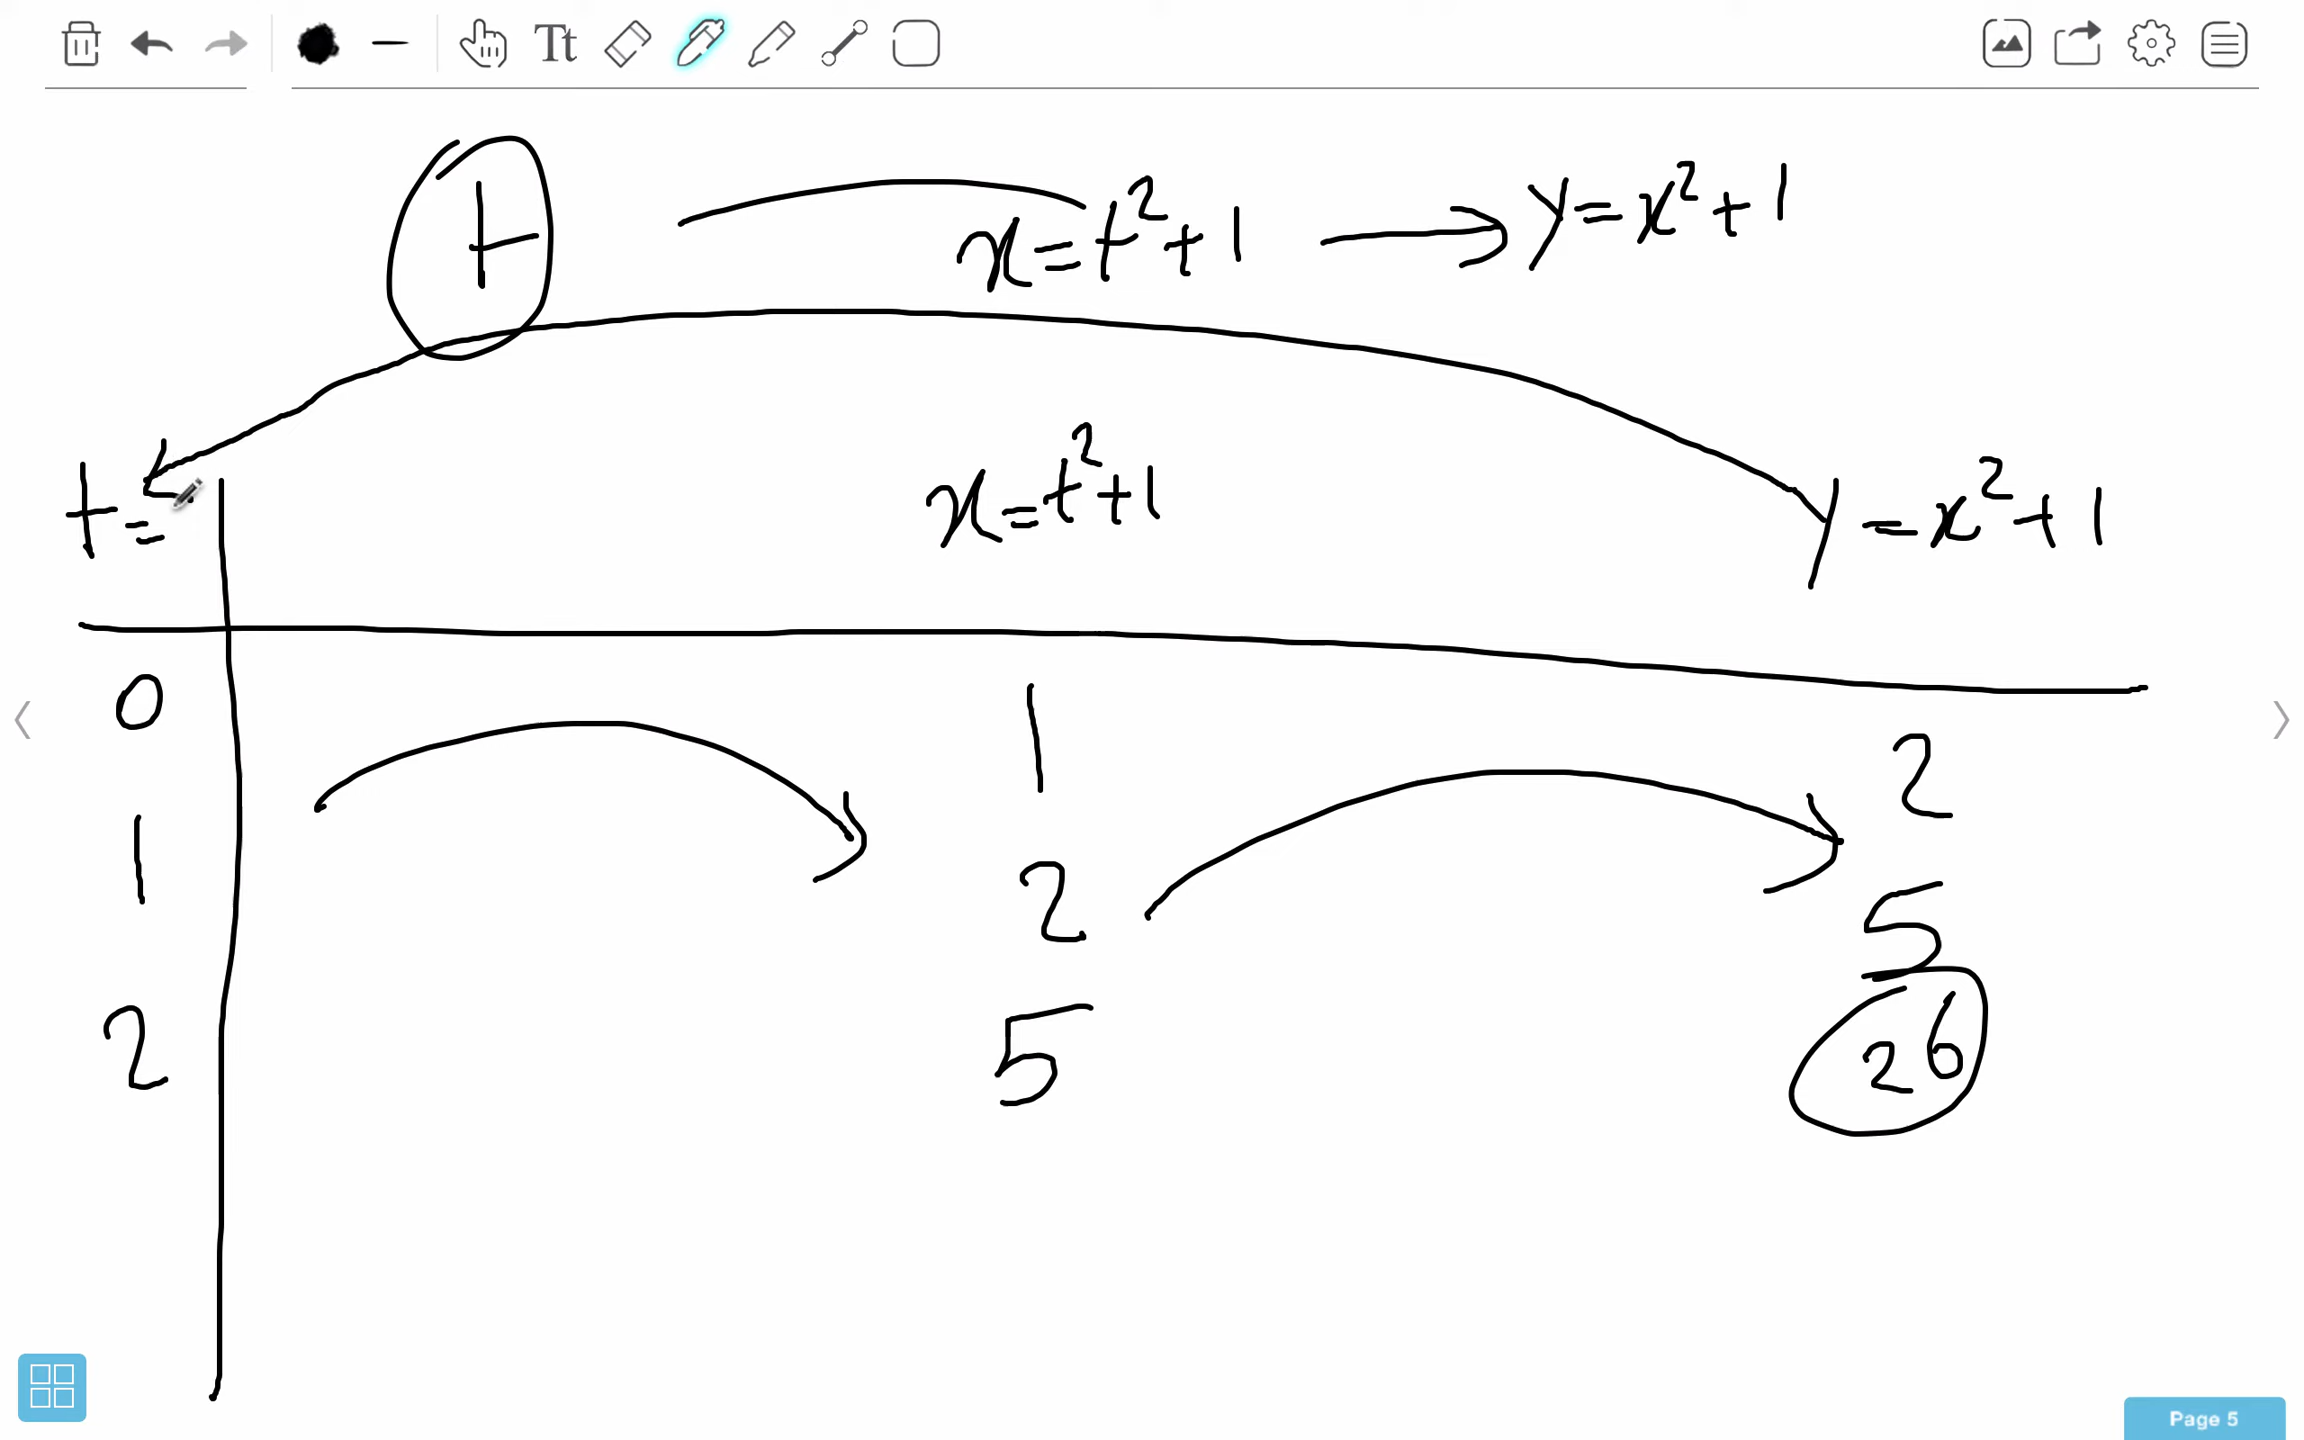 Tt
t x=t²+1 → y=x²+1
t= x=t²+1 y=x²+1
0 1 2
1 2 5
2 5 26
Page 5